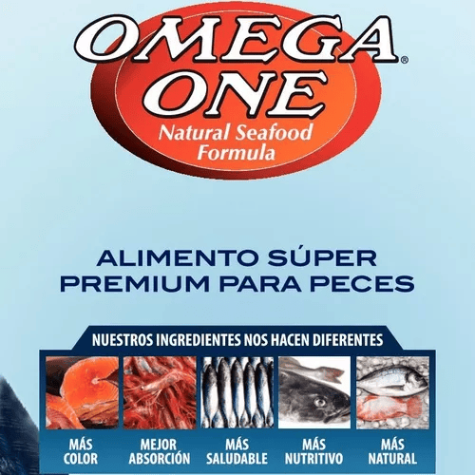 OMEGA
ONE®
Natural Seafood
Formula
ALIMENTO SÚPER
PREMIUM PARA PECES
NUESTROS INGREDIENTES NOS HACEN DIFERENTES
MÁS
COLOR
MEJOR
ABSORCIÓN
MÁS
SALUDABLE
MÁS
NUTRITIVO
MÁS
NATURAL